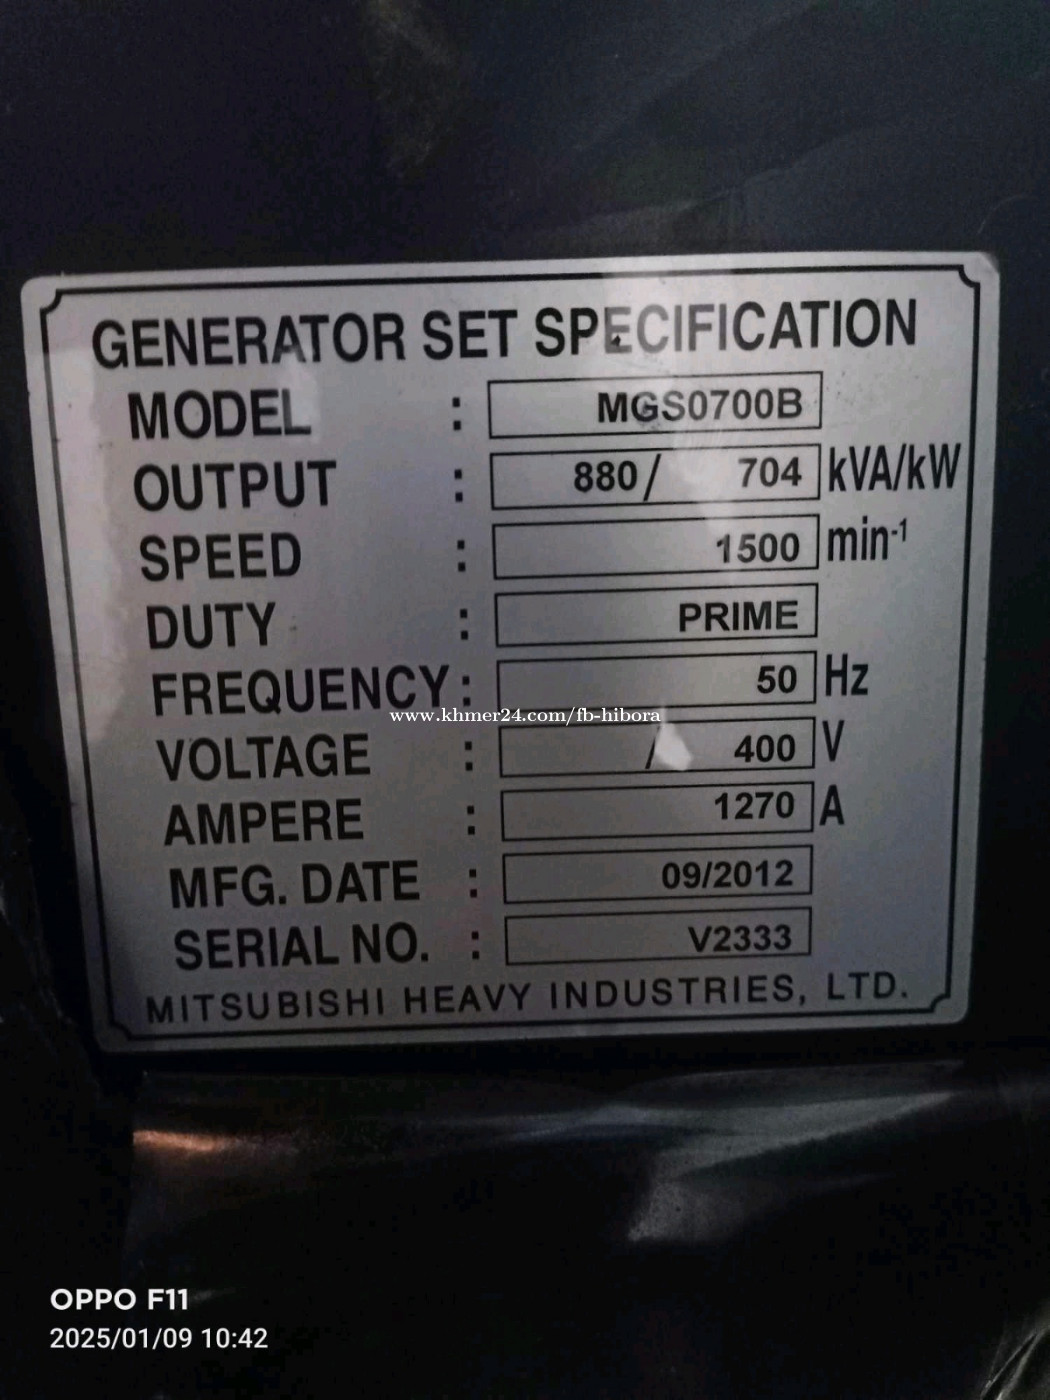 GENERATOR SET SPECIFICATION
MODEL : MGS0700B
OUTPUT : 880/ 704 kVA/kW
SPEED : 1500 min-1
DUTY : PRIME
FREQUENCY : 50 Hz
www.khmer24.com/fb-hibora
VOLTAGE : / 400 V
AMPERE : 1270 A
MFG. DATE : 09/2012
SERIAL NO. : V2333
MITSUBISHI HEAVY INDUSTRIES, LTD.
OPPO F11
2025/01/09 10:42